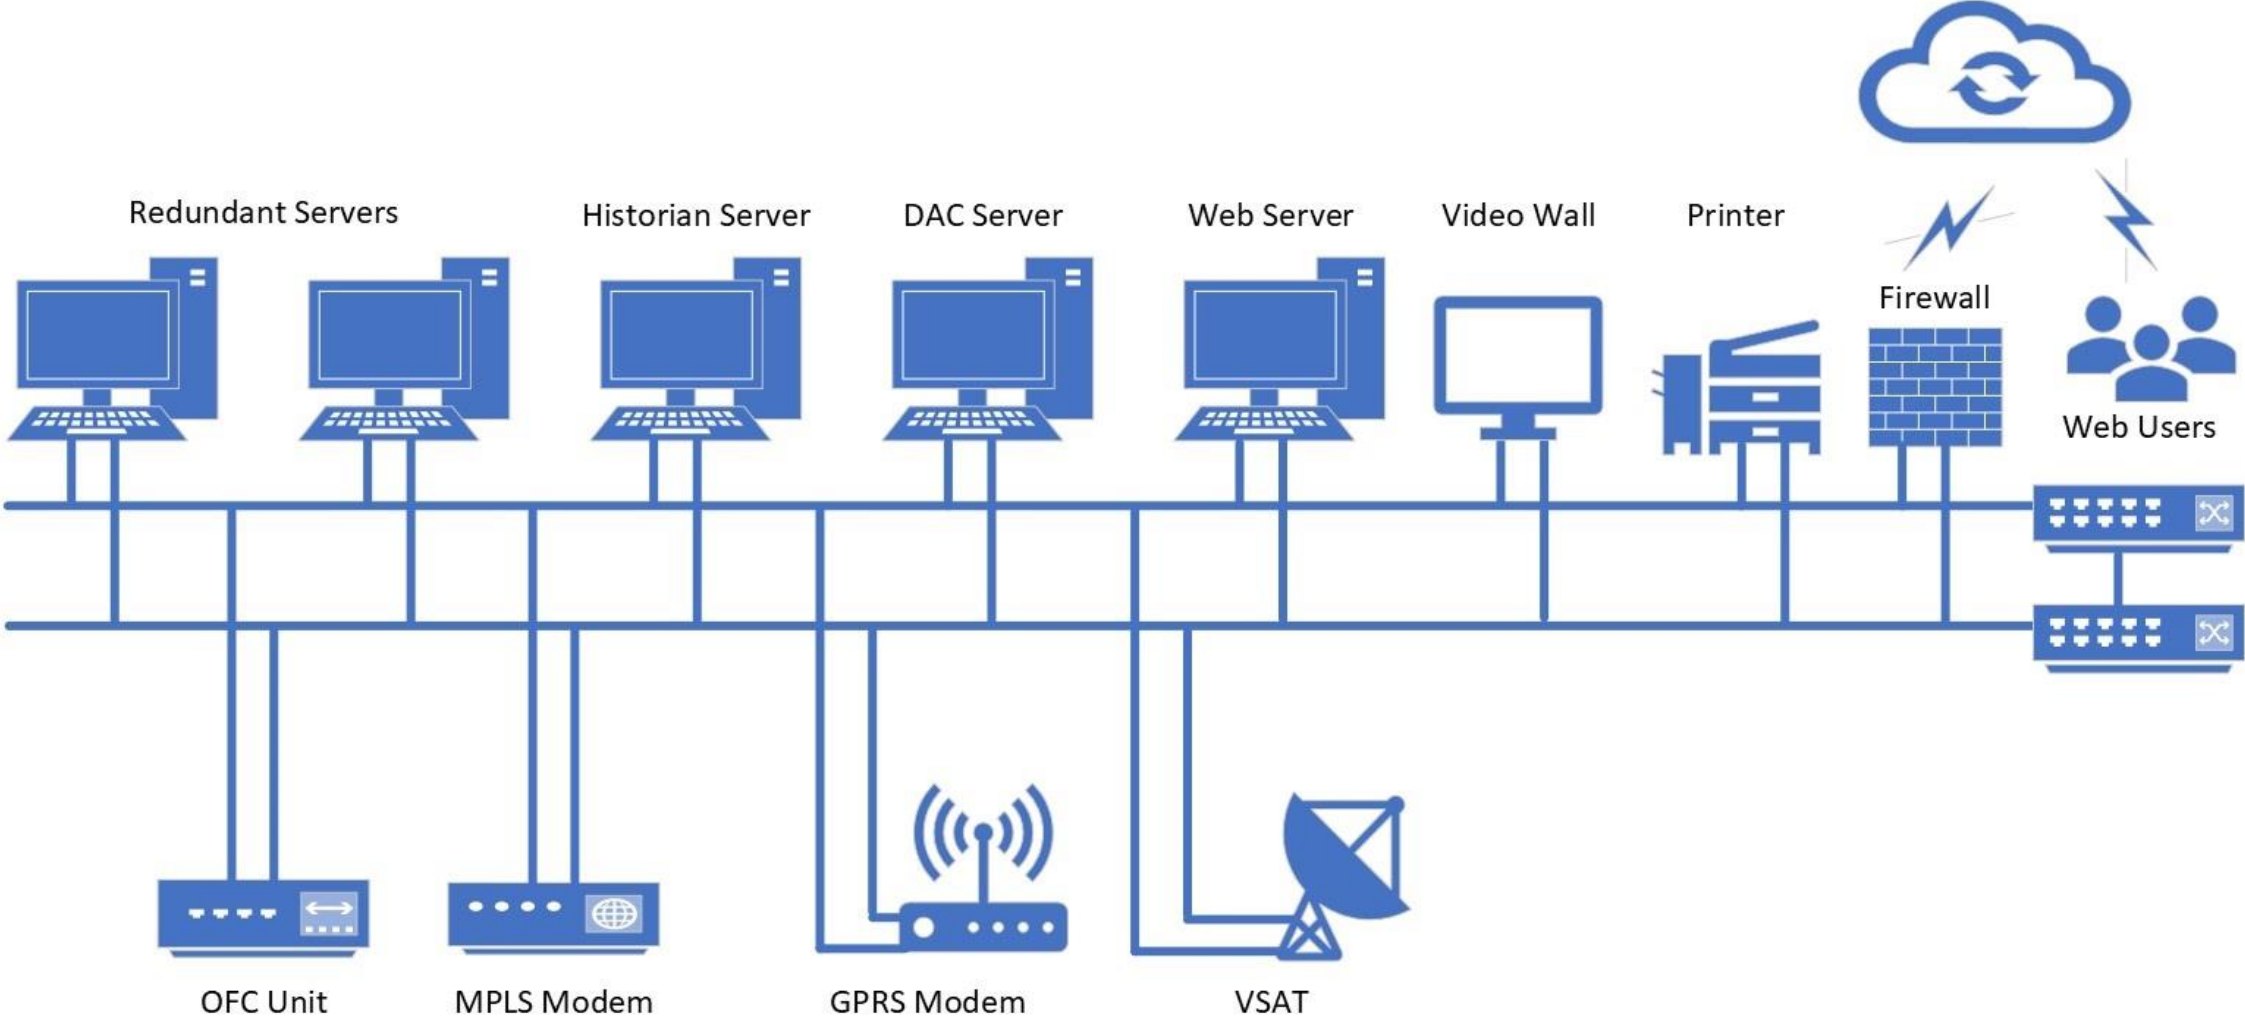 Redundant Servers
Historian Server
DAC Server
Web Server
Video Wall
Printer
Firewall
Web Users
OFC Unit
MPLS Modem
GPRS Modem
VSAT